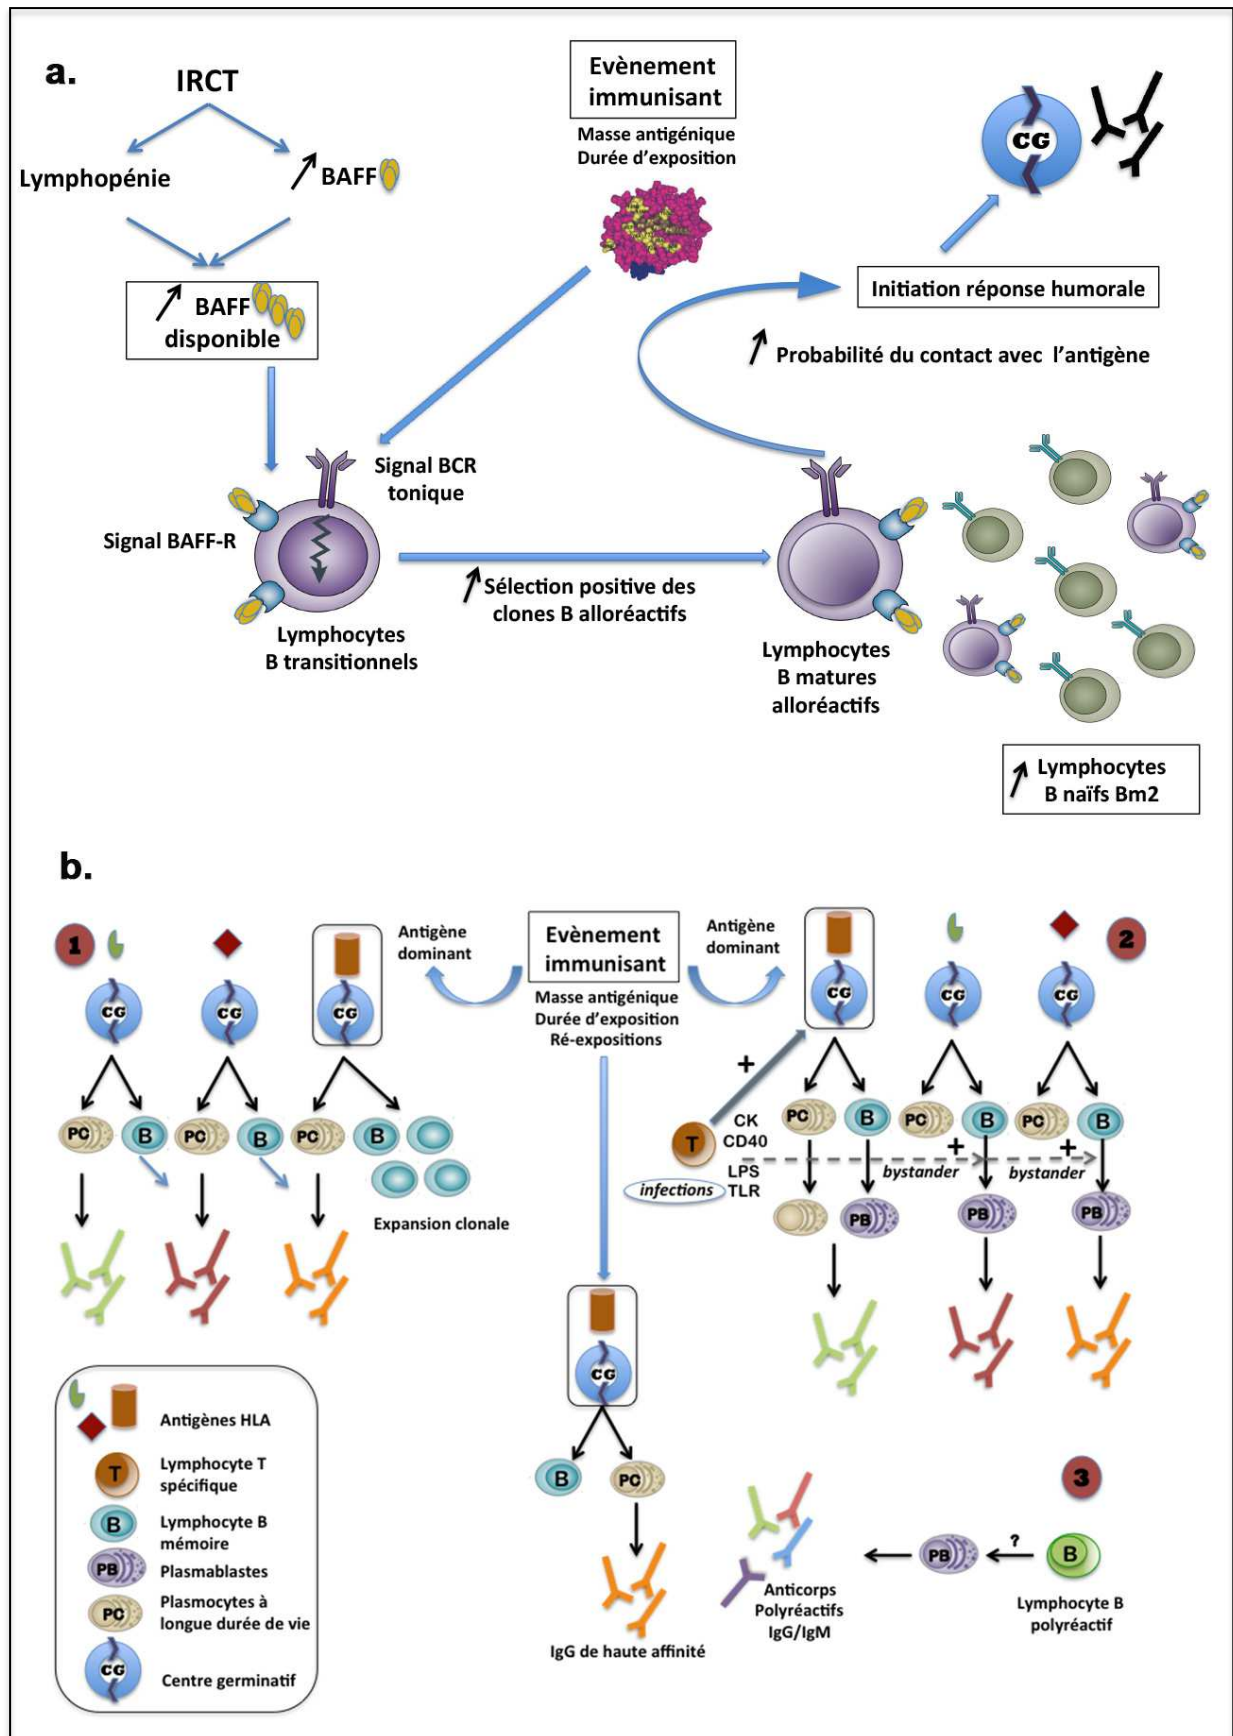 a.
IRCT
Lymphopénie
BAFF
BAFF
disponible
Evènement
immunisant
Masse antigénique
Durée d'exposition
CG
Initiation réponse humorale
Probabilité du contact avec l'antigène
Signal BCR
tonique
Signal BAFF-R
Sélection positive des
clones B alloréactifs
Lymphocytes
B transitionnels
Lymphocytes
B matures
alloréactifs
Lymphocytes
B naïfs Bm2
b.
1
CG
CG
CG
Antigène
dominant
Evènement
immunisant
Masse antigénique
Durée d'exposition
Ré-expositions
Antigène
dominant
CG
CG
CG
2
PC
B
PC
B
PC
B
Expansion clonale
+
T
CK
CD40
LPS
TLR
infections
PC
B
PC
B
PC
B
+
+
bystander
bystander
PB
PB
PB
CG
B
PC
IgG de haute affinité
Antigènes HLA
T
Lymphocyte T
spécifique
B
Lymphocyte B
mémoire
PB
Plasmablastes
PC
Plasmocytes à
longue durée de vie
CG
Centre germinatif
3
Anticorps
Polyréactifs
IgG/IgM
PB
?
B
Lymphocyte B
polyréactif